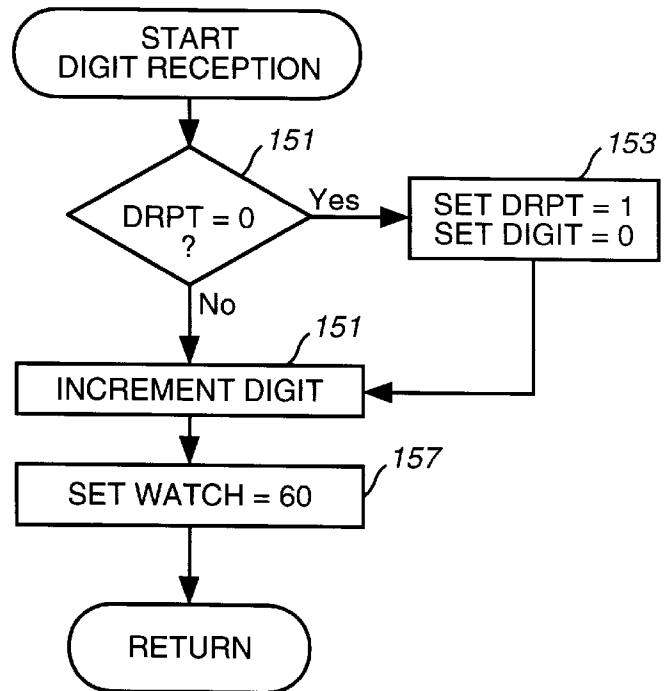 START
DIGIT RECEPTION
151
DRPT = 0
?
Yes
153
SET DRPT = 1
SET DIGIT = 0
No
151
INCREMENT DIGIT
157
SET WATCH = 60
RETURN